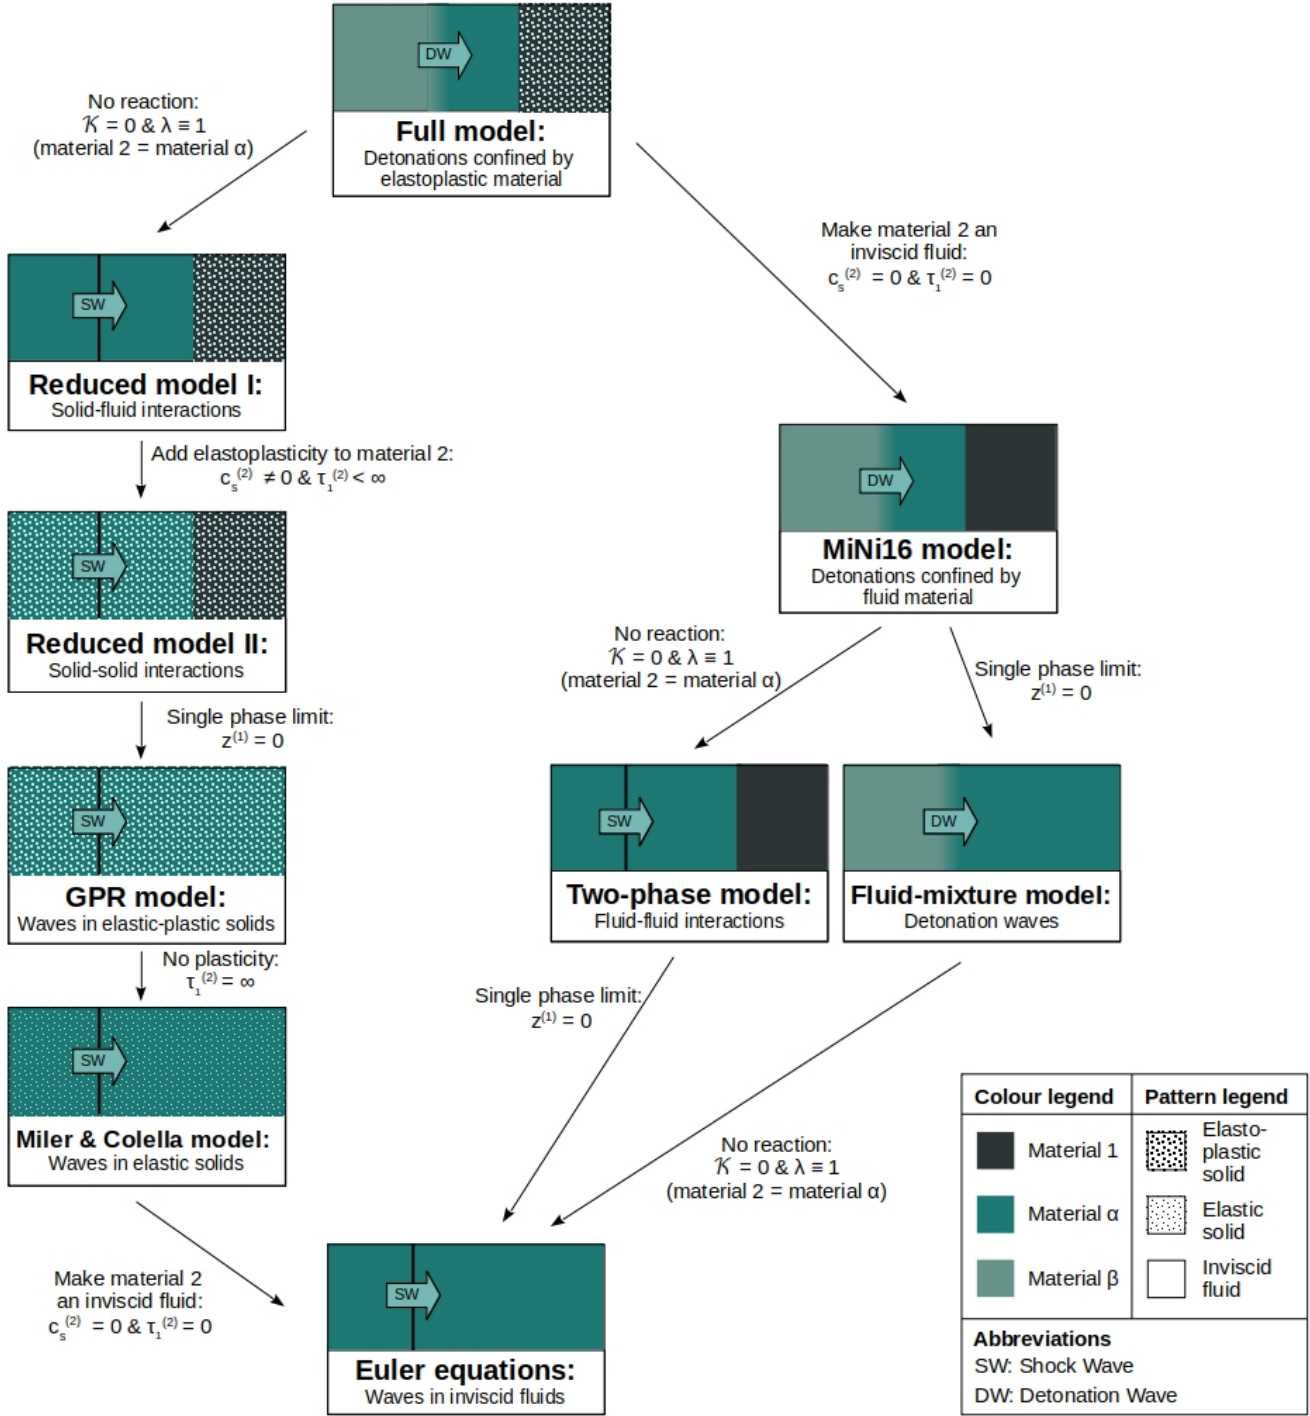 DW
Full model:
Detonations confined by
elastoplastic material
No reaction:
𝒦 = 0 & λ ≡ 1
(material 2 = material α)
Make material 2 an
inviscid fluid:
cₛ⁽²⁾ = 0 & τ₁⁽²⁾ = 0
SW
Reduced model I:
Solid-fluid interactions
Add elastoplasticity to material 2:
cₛ⁽²⁾ ≠ 0 & τ₁⁽²⁾ < ∞
SW
Reduced model II:
Solid-solid interactions
DW
MiNi16 model:
Detonations confined by
fluid material
No reaction:
𝒦 = 0 & λ ≡ 1
(material 2 = material α)
Single phase limit:
z⁽¹⁾ = 0
Single phase limit:
z⁽¹⁾ = 0
SW
GPR model:
Waves in elastic-plastic solids
SW
Two-phase model:
Fluid-fluid interactions
DW
Fluid-mixture model:
Detonation waves
No plasticity:
τ₁⁽²⁾ = ∞
SW
Miler & Colella model:
Waves in elastic solids
Single phase limit:
z⁽¹⁾ = 0
No reaction:
𝒦 = 0 & λ ≡ 1
(material 2 = material α)
Make material 2
an inviscid fluid:
cₛ⁽²⁾ = 0 & τ₁⁽²⁾ = 0
SW
Euler equations:
Waves in inviscid fluids
Colour legend
Material 1
Material α
Material β
Pattern legend
Elasto-
plastic
solid
Elastic
solid
Inviscid
fluid
Abbreviations
SW: Shock Wave
DW: Detonation Wave